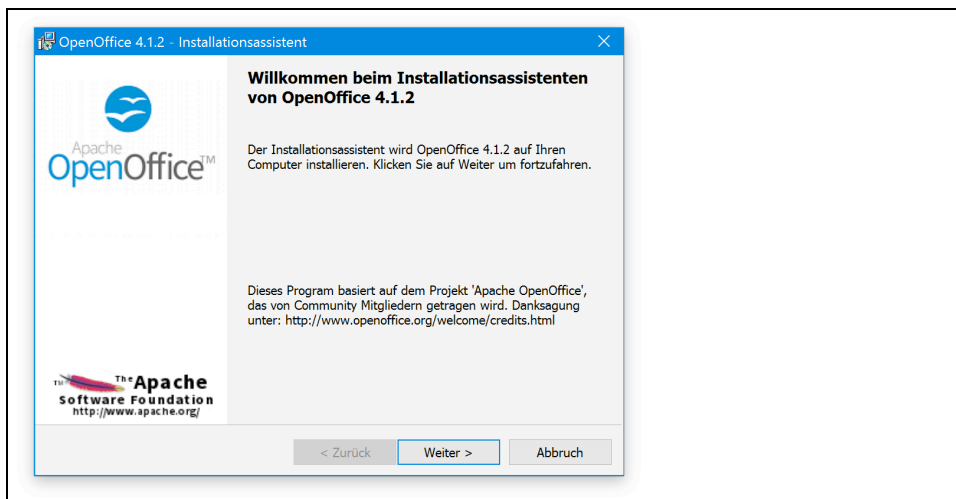 OpenOffice 4.1.2 - Installationsassistent
Willkommen beim Installationsassistenten
von OpenOffice 4.1.2
Apache
OpenOffice™
Der Installationsassistent wird OpenOffice 4.1.2 auf Ihren
Computer installieren. Klicken Sie auf Weiter um fortzufahren.
Dieses Program basiert auf dem Projekt 'Apache OpenOffice',
das von Community Mitgliedern getragen wird. Danksagung
unter: http://www.openoffice.org/welcome/credits.html
TM The Apache
Software Foundation
http://www.apache.org/
< Zurück Weiter > Abbruch